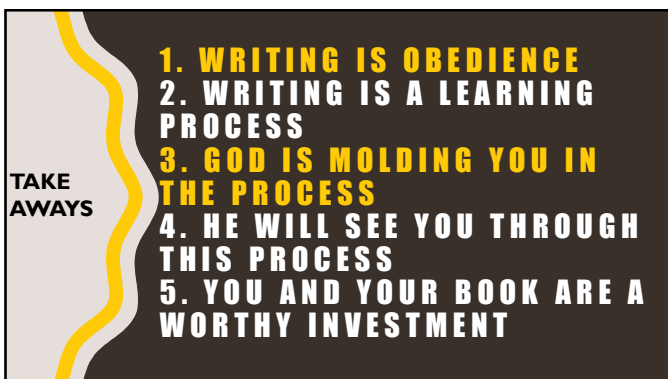 TAKE
AWAYS
1. WRITING IS OBEDIENCE
2. WRITING IS A LEARNING
PROCESS
3. GOD IS MOLDING YOU IN
THE PROCESS
4. HE WILL SEE YOU THROUGH
THIS PROCESS
5. YOU AND YOUR BOOK ARE A
WORTHY INVESTMENT